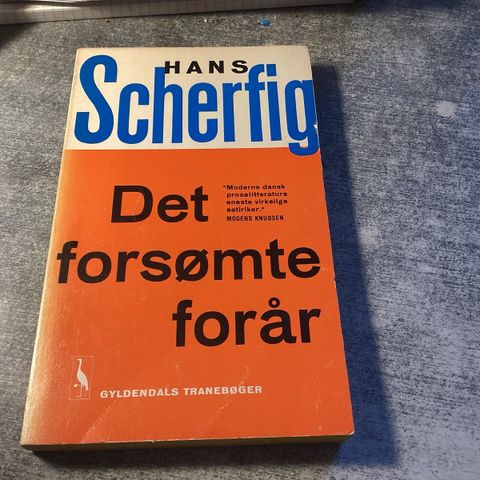 HANS
Scherfig
Det
"Moderne dansk
prosalitteraturs
eneste virkelige
satiriker."
MOGENS KNUDSEN
forsømte
forår
GYLDENDALS TRANEBØGER